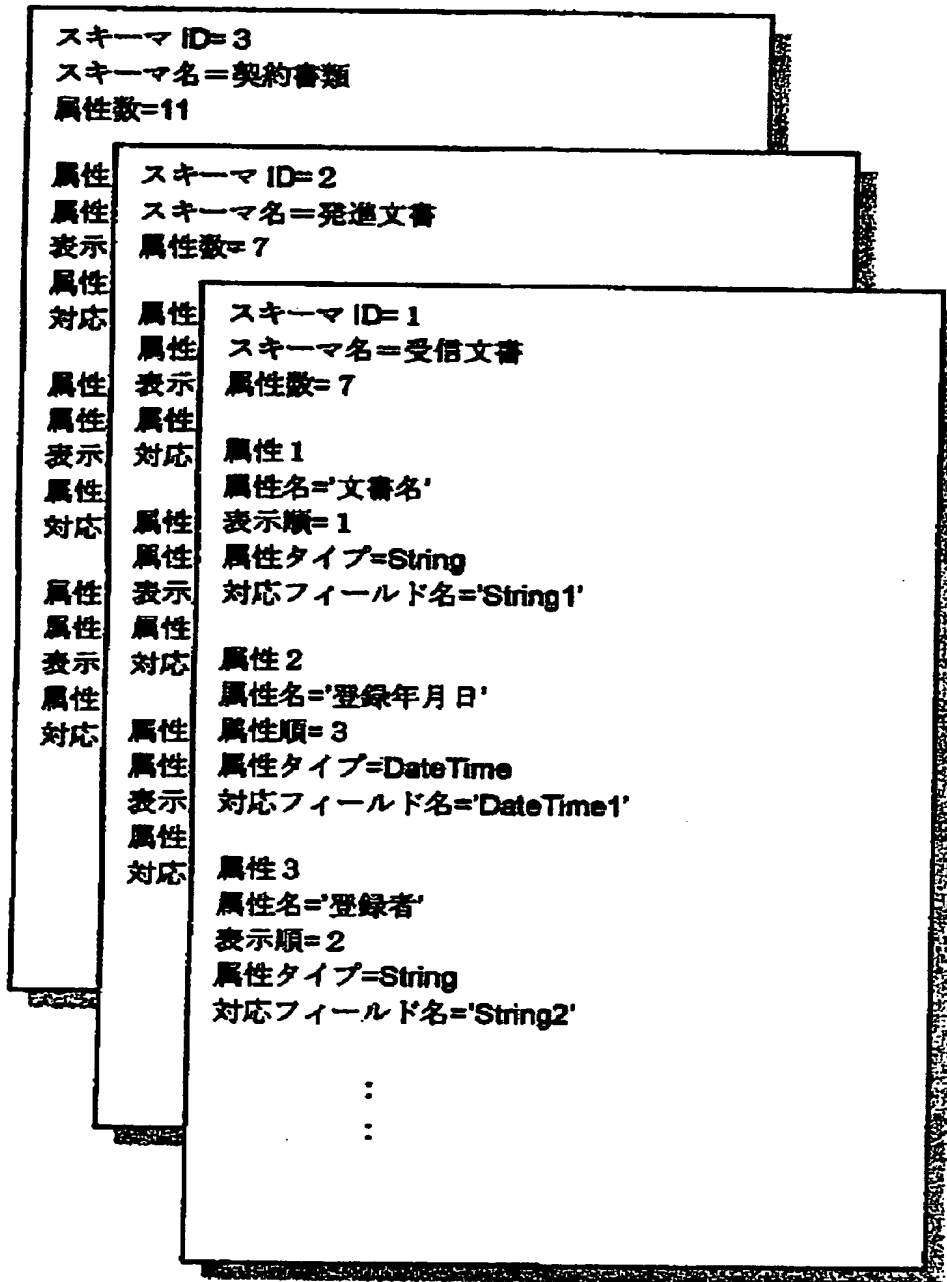 スキーマ ID= 3
スキーマ名＝契約書類
属性数=11
属性
属性
表示
属性
対応
属性
属性
表示
属性
対応
属性
属性
表示
属性
対応
スキーマ ID= 2
スキーマ名＝発進文書
属性数= 7
属性
属性
表示
属性
対応
属性
属性
表示
属性
対応
属性
属性
表示
属性
対応
スキーマ ID= 1
スキーマ名＝受信文書
属性数= 7
属性 1
属性名='文書名'
表示順= 1
属性タイプ=String
対応フィールド名='String1'
属性 2
属性名='登録年月日'
属性順= 3
属性タイプ=DateTime
対応フィールド名='DateTime1'
属性 3
属性名='登録者'
表示順= 2
属性タイプ=String
対応フィールド名='String2'
:
: